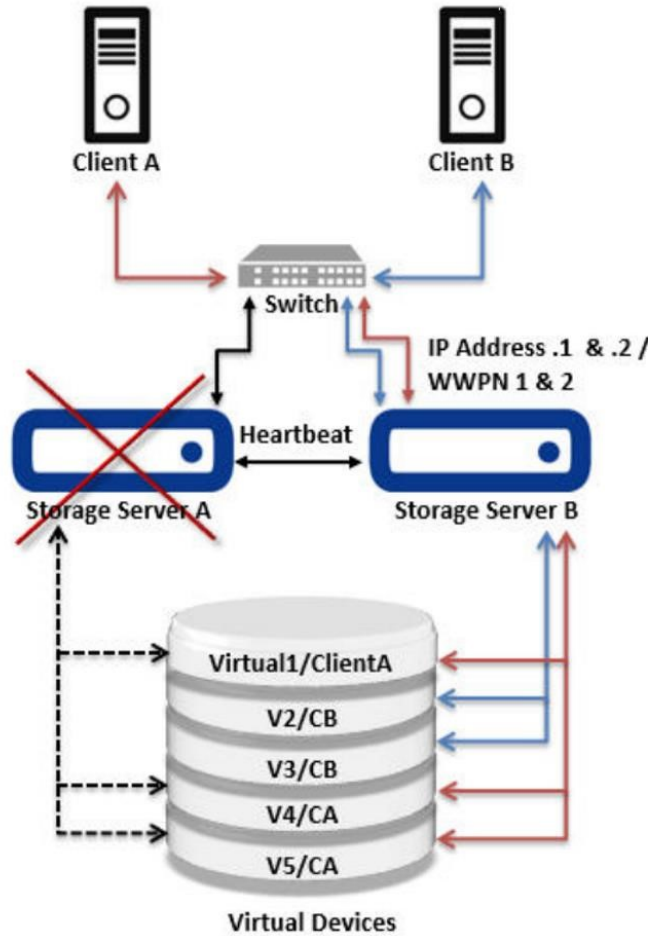 Client A
Client B
Switch
IP Address .1 & .2 /
WWPN 1 & 2
Heartbeat
Storage Server A
Storage Server B
Virtual1/ClientA
V2/CB
V3/CB
V4/CA
V5/CA
Virtual Devices